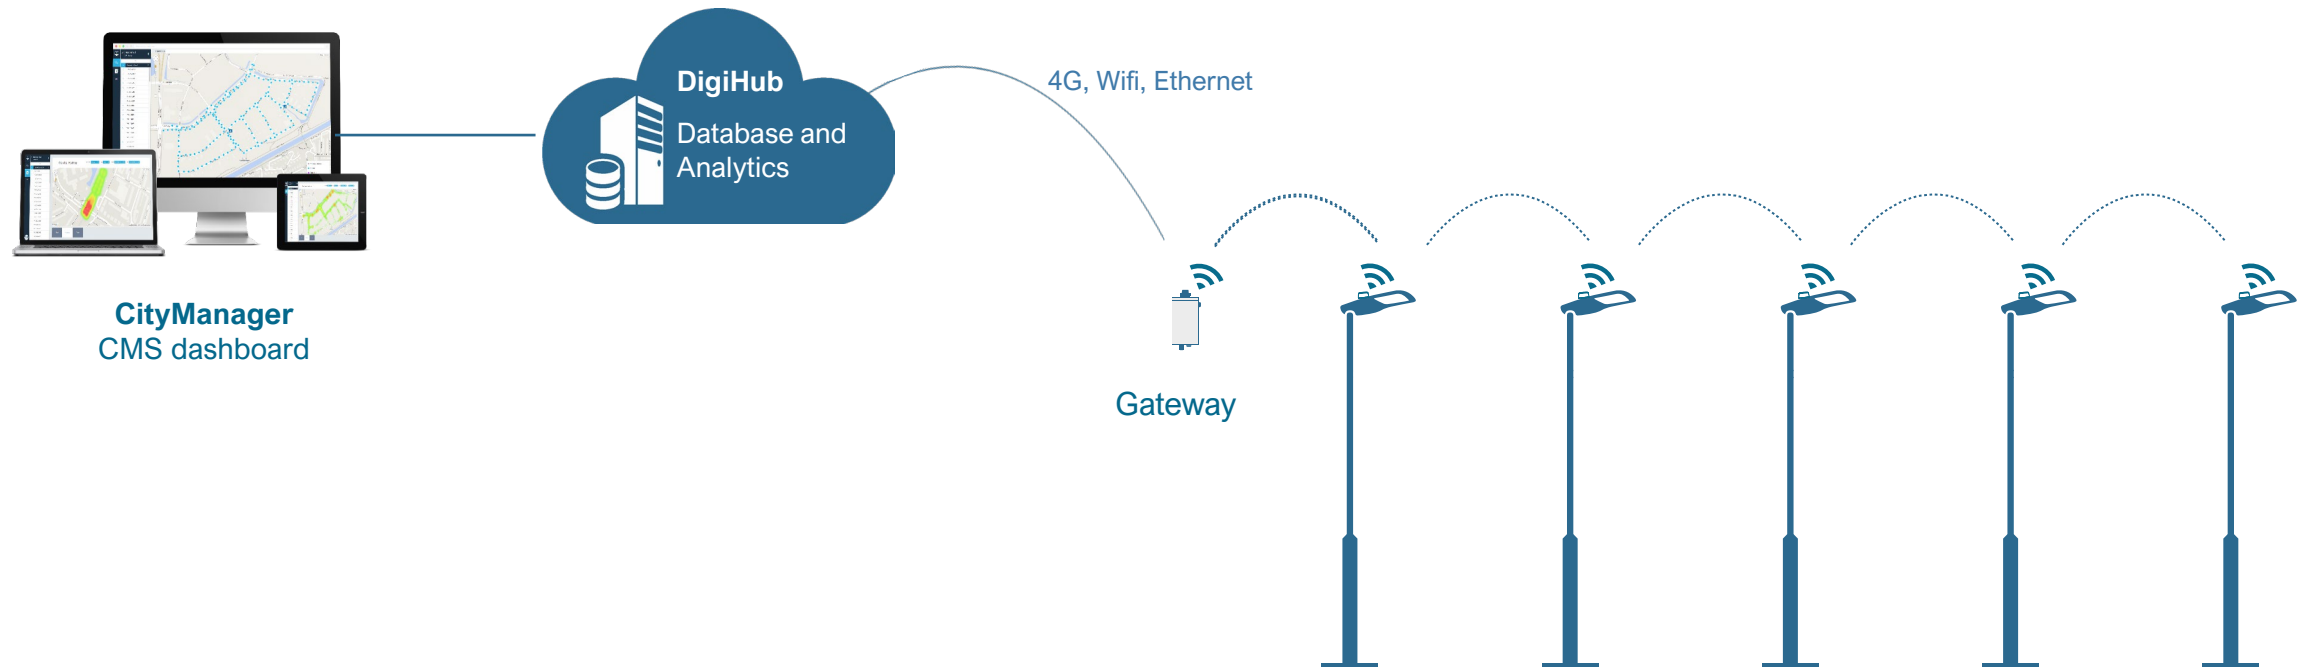 DigiHub
Database and
Analytics
4G, Wifi, Ethernet
CityManager
CMS dashboard
Gateway